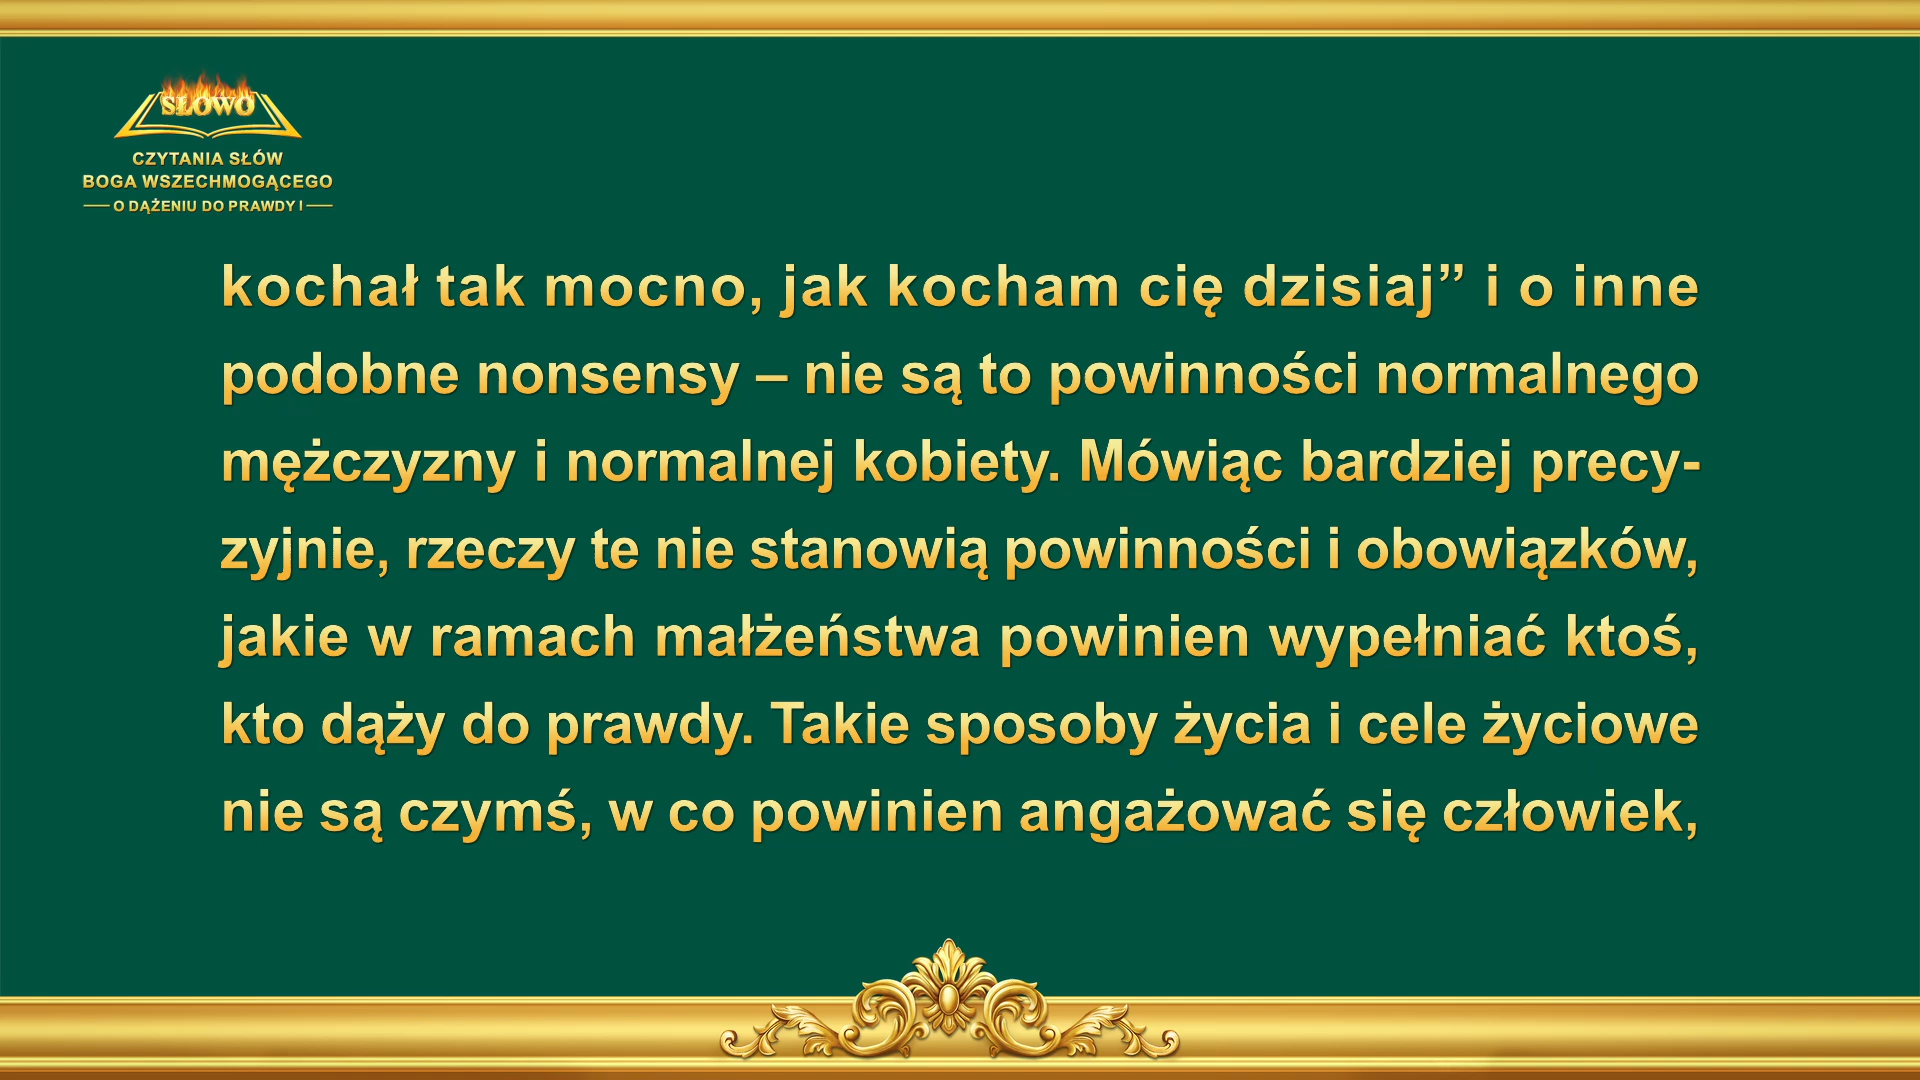 SŁOWO
CZYTANIA SŁÓW
BOGA WSZECHMOGĄCEGO
O DĄŻENIU DO PRAWDY I
kochał tak mocno, jak kocham cię dzisiaj” i o inne
podobne nonsensy – nie są to powinności normalnego
mężczyzny i normalnej kobiety. Mówiąc bardziej precy-
zyjnie, rzeczy te nie stanowią powinności i obowiązków,
jakie w ramach małżeństwa powinien wypełniać ktoś,
kto dąży do prawdy. Takie sposoby życia i cele życiowe
nie są czymś, w co powinien angażować się człowiek,